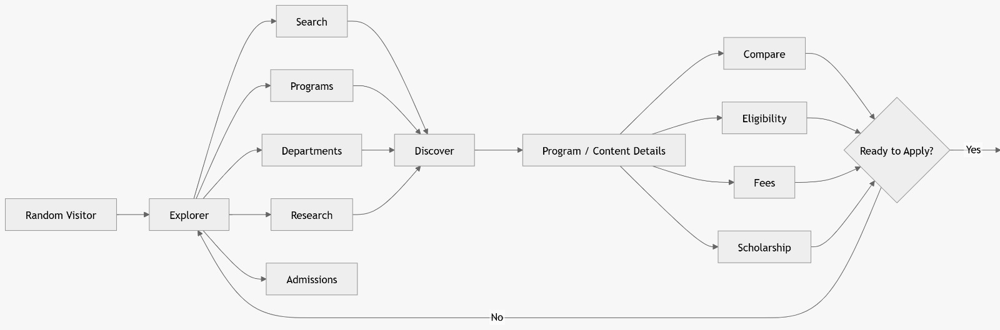 Search
Compare
Programs
Eligibility
Departments
Discover
Program / Content Details
Ready to Apply?
Yes
Fees
Random Visitor
Explorer
Research
Scholarship
Admissions
No